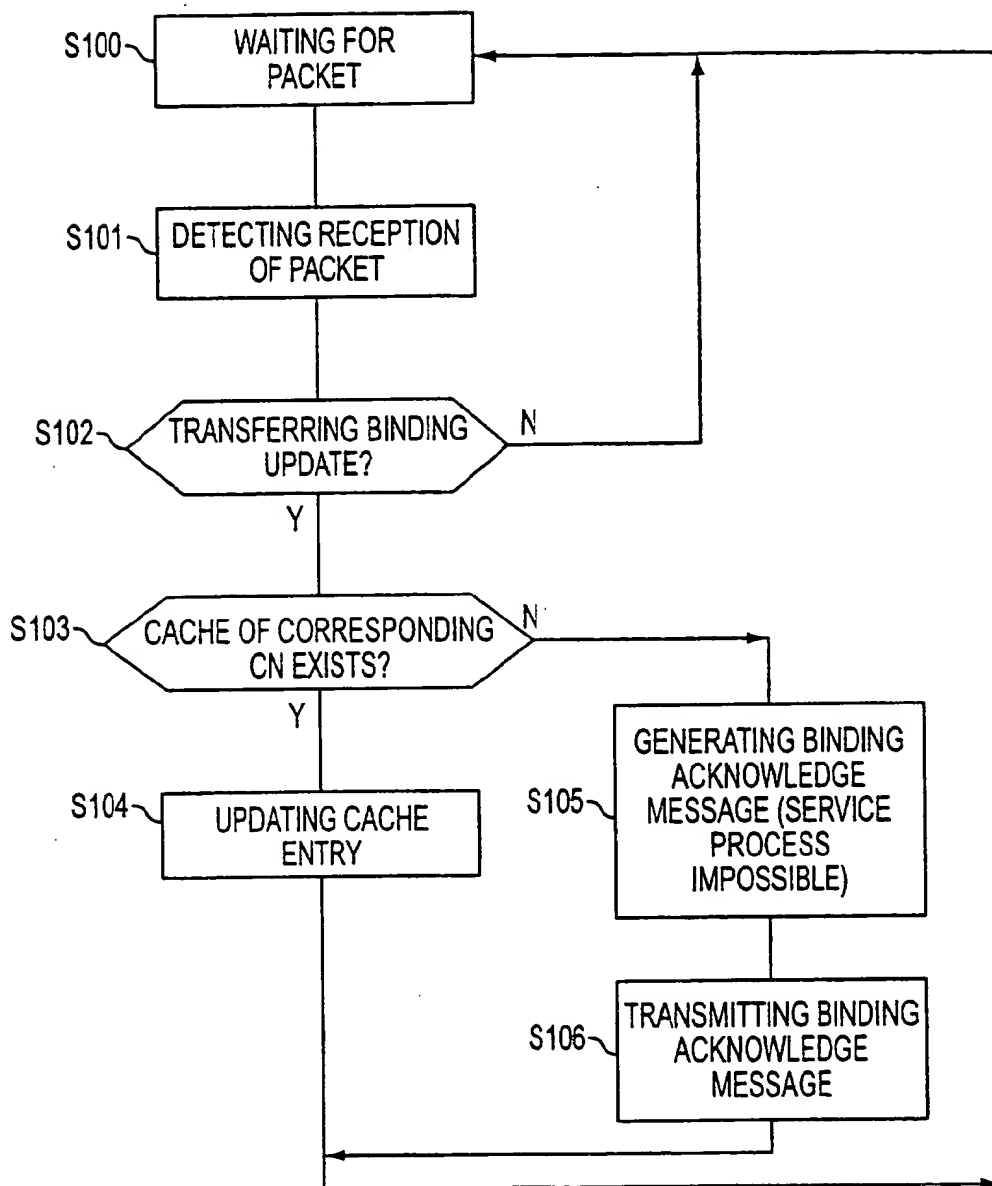 S100
WAITING FOR
PACKET
S101
DETECTING RECEPTION
OF PACKET
S102
TRANSFERRING BINDING
UPDATE?
N
Y
S103
CACHE OF CORRESPONDING
CN EXISTS?
N
Y
S104
UPDATING CACHE
ENTRY
S105
GENERATING BINDING
ACKNOWLEDGE
MESSAGE (SERVICE
PROCESS
IMPOSSIBLE)
S106
TRANSMITTING BINDING
ACKNOWLEDGE
MESSAGE